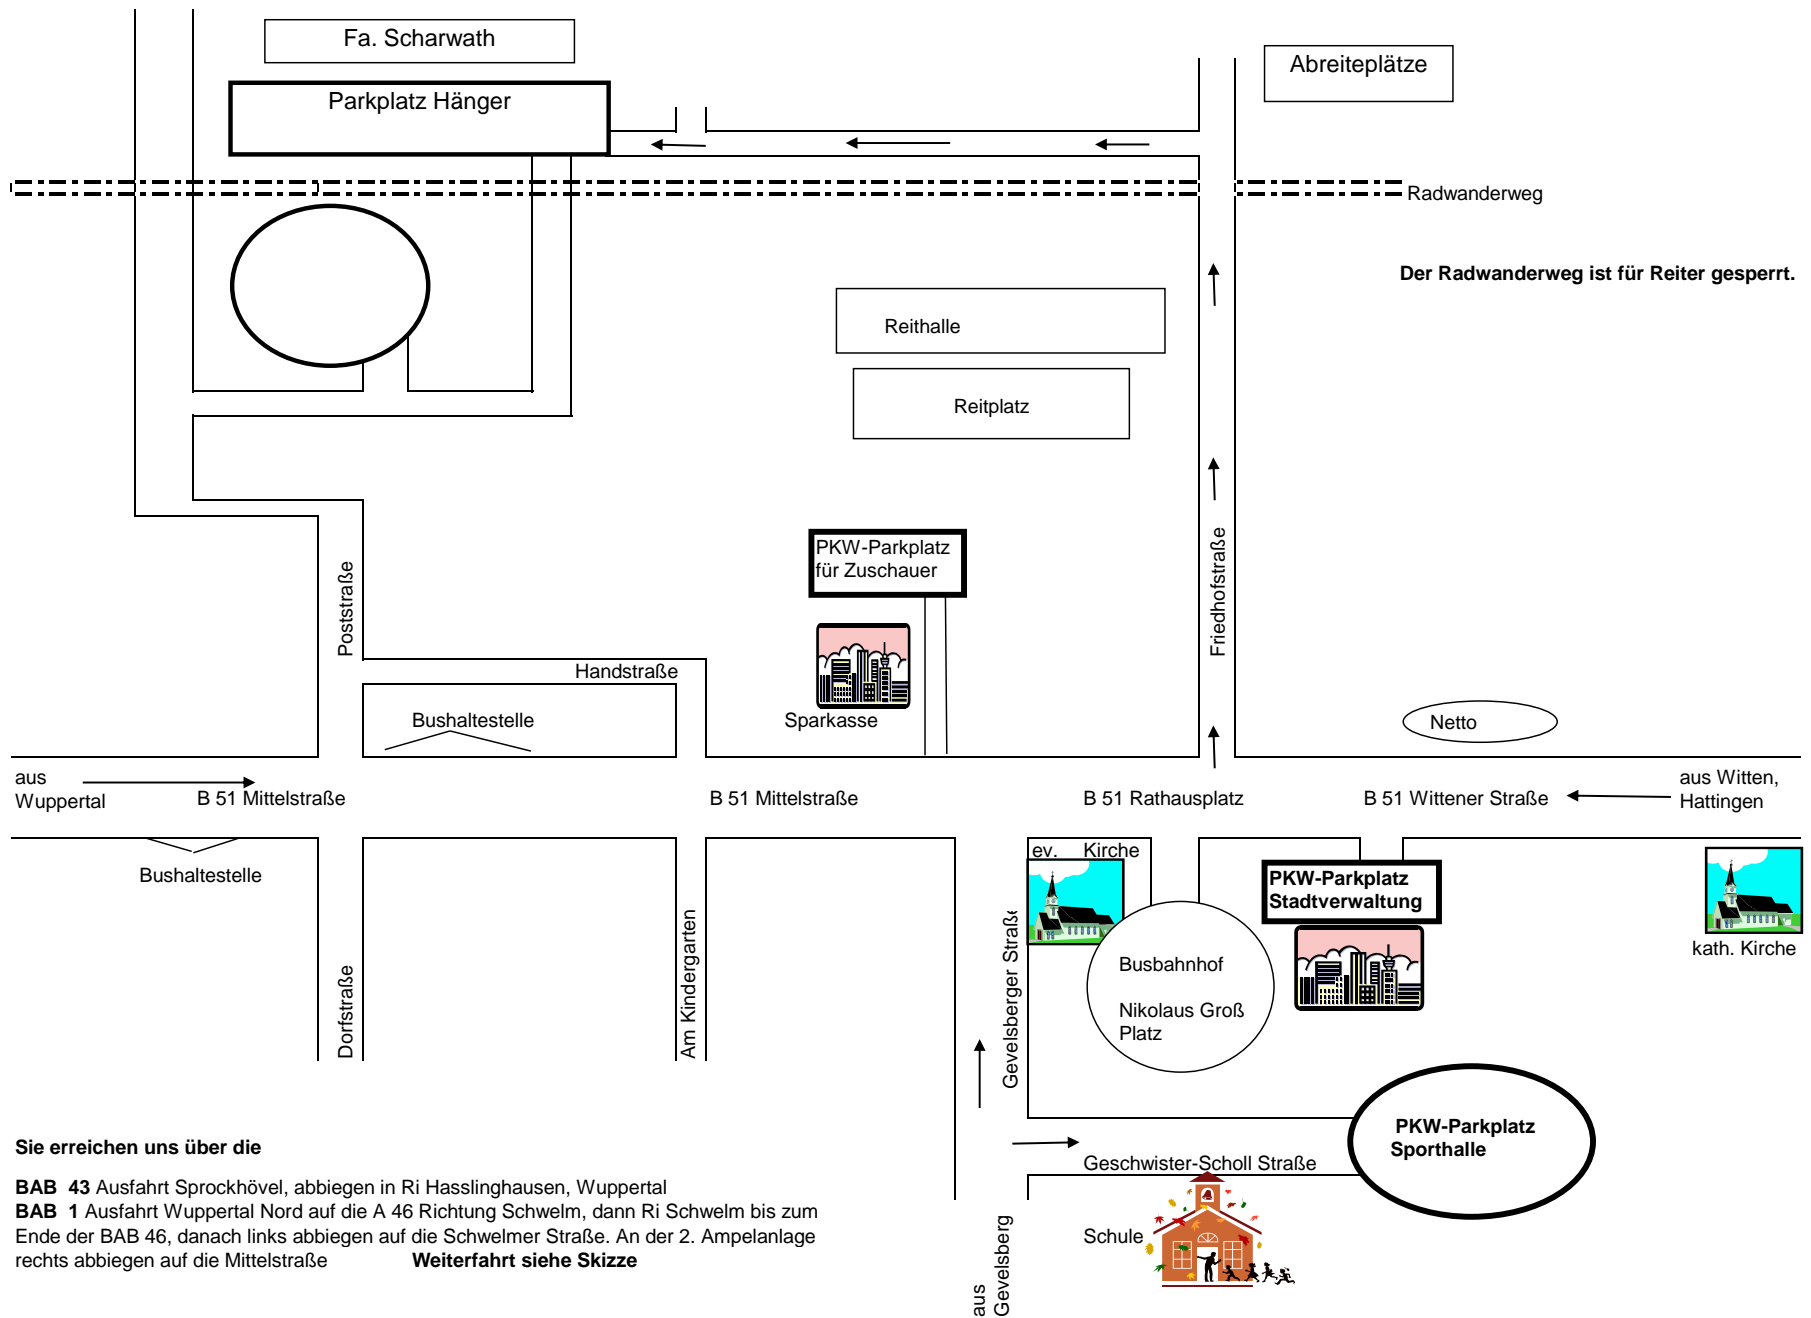 Fa. Scharwath
Abreiteplätze
Parkplatz Hänger
Radwanderweg
Der Radwanderweg ist für Reiter gesperrt.
Reithalle
Reitplatz
PKW-Parkplatz
für Zuschauer
Poststraße
Friedhofstraße
Handstraße
Bushaltestelle
Sparkasse
Netto
aus
Wuppertal
B 51 Mittelstraße
B 51 Mittelstraße
B 51 Rathausplatz
B 51 Wittener Straße
aus Witten,
Hattingen
Bushaltestelle
ev. Kirche
PKW-Parkplatz
Stadtverwaltung
kath. Kirche
Dorfstraße
Am Kindergarten
Gevelsberger Straße
Busbahnhof
Nikolaus Groß
Platz
PKW-Parkplatz
Sporthalle
Geschwister-Scholl Straße
Schule
aus
Gevelsberg
Sie erreichen uns über die
BAB 43 Ausfahrt Sprockhövel, abbiegen in Ri Hasslinghausen, Wuppertal
BAB 1 Ausfahrt Wuppertal Nord auf die A 46 Richtung Schwelm, dann Ri Schwelm bis zum
Ende der BAB 46, danach links abbiegen auf die Schwelmer Straße. An der 2. Ampelanlage
rechts abbiegen auf die Mittelstraße Weiterfahrt siehe Skizze